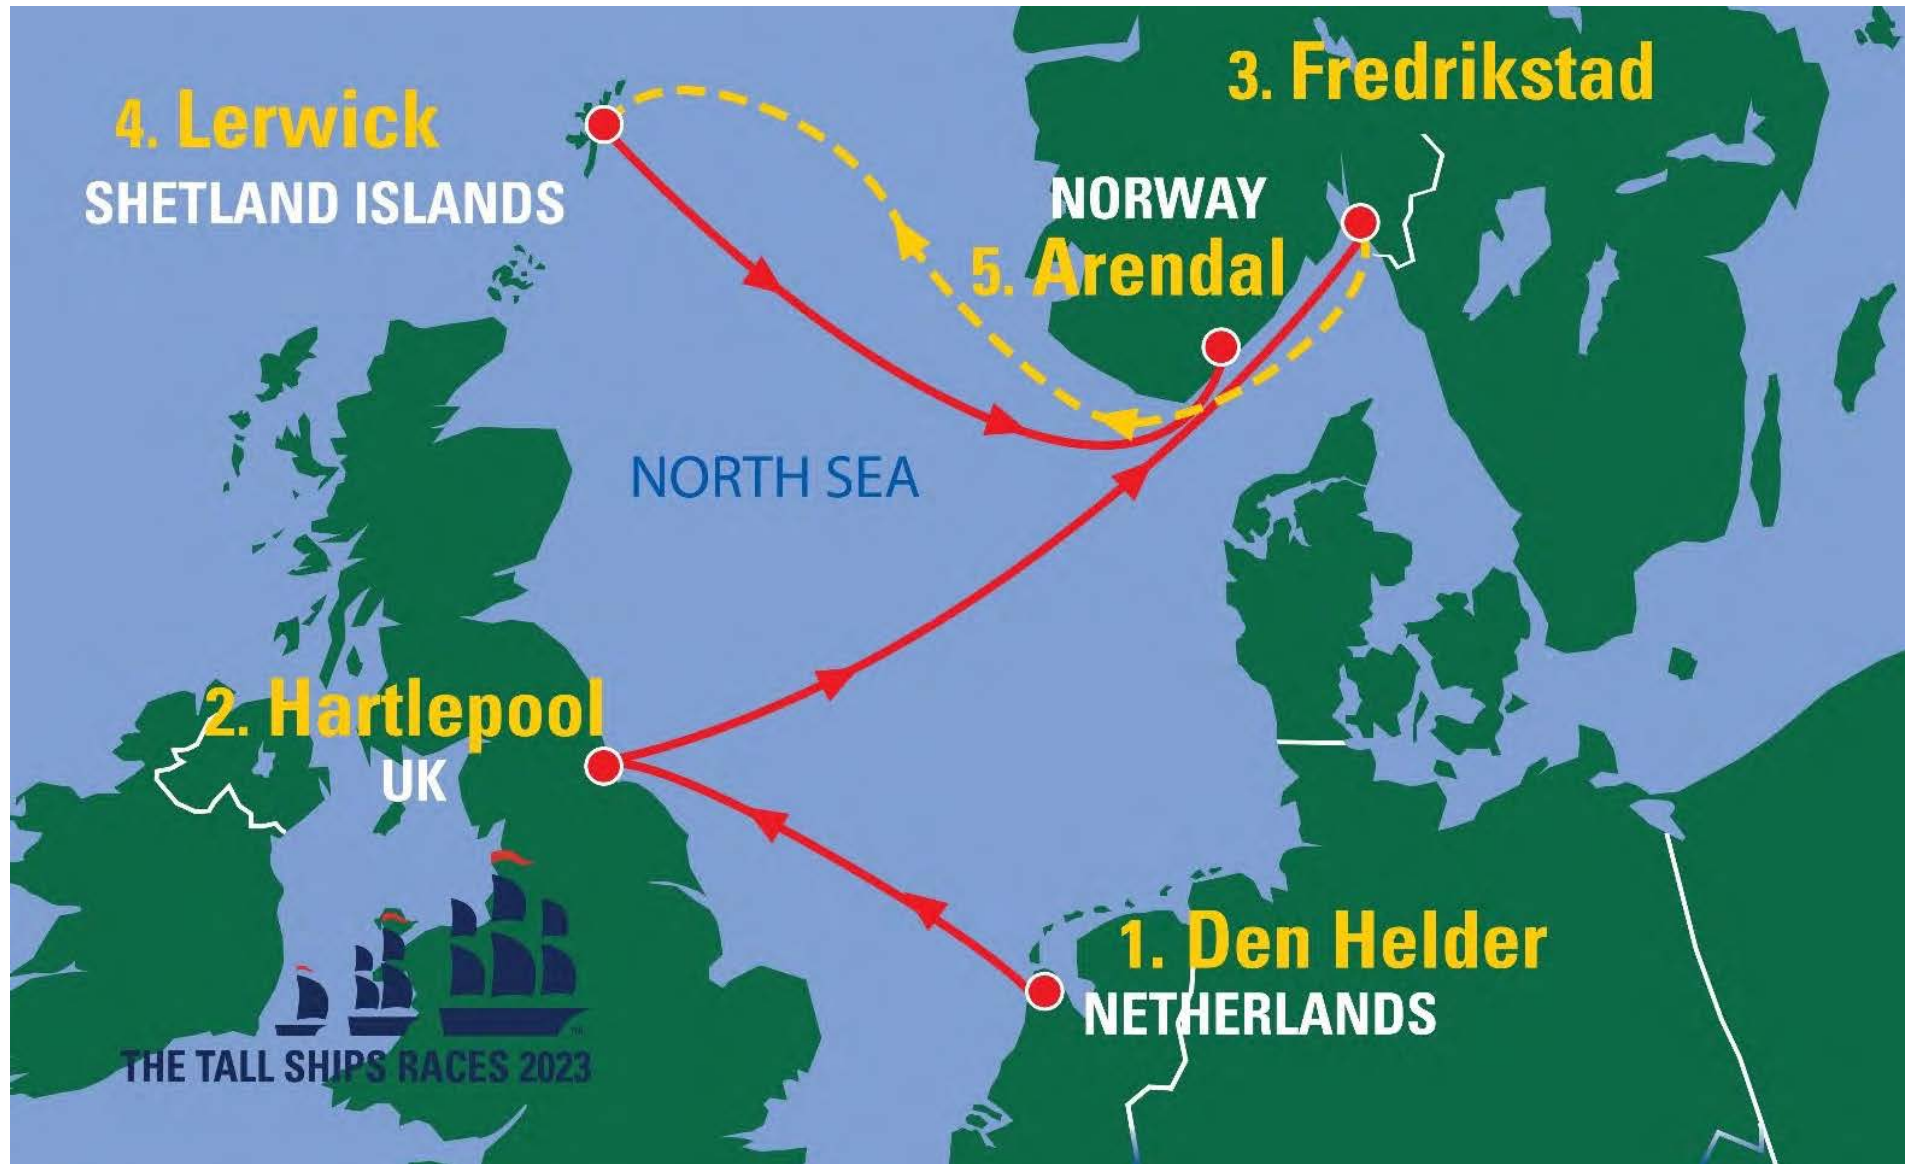 3. Fredrikstad
4. Lerwick
SHETLAND ISLANDS
NORWAY
5. Arendal
NORTH SEA
2. Hartlepool
UK
1. Den Helder
NETHERLANDS
THE TALL SHIPS RACES 2023